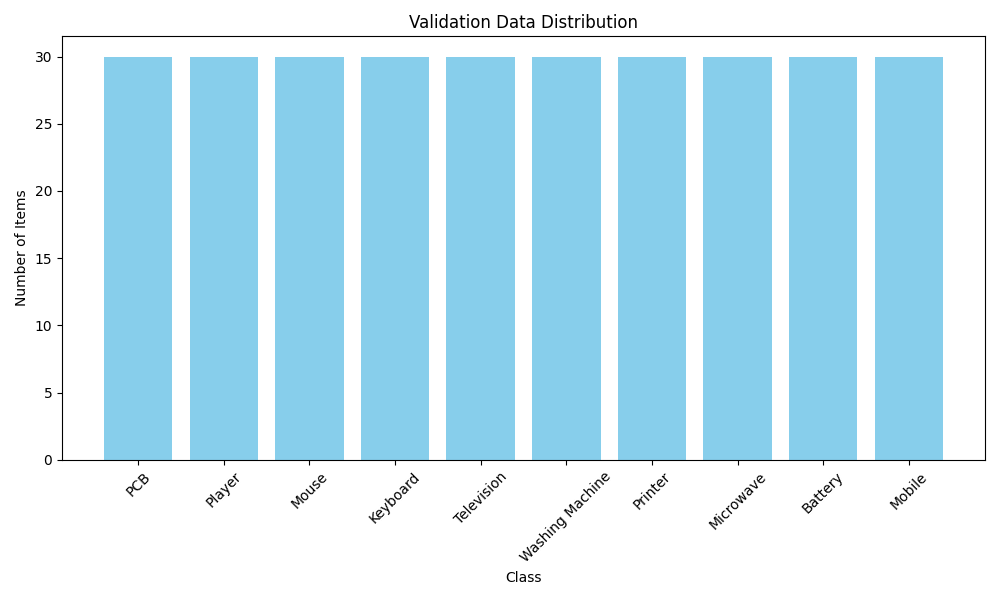 Validation Data Distribution
Number of Items
30
25
20
15
10
5
0
PCB
Player
Mouse
Keyboard
Television
Washing Machine
Printer
Microwave
Battery
Mobile
Class